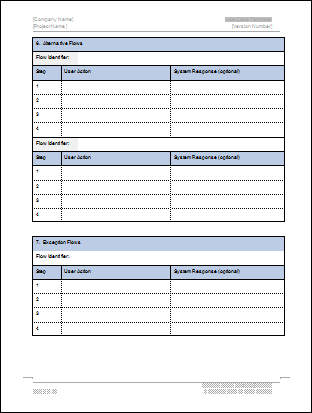 [Company Name]
[Project Name]
[Version Number]
6. Alternative Flows
Flow Identifier:
Step User Action System Response (optional)
1
2
3
4
Flow Identifier:
Step User Action System Response (optional)
1
2
3
4
7. Exception Flows
Flow Identifier:
Step User Action System Response (optional)
1
2
3
4